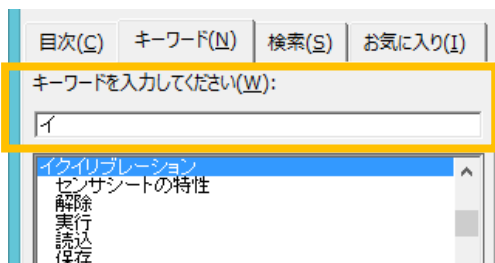 目次(C) キーワード(N) 検索(S) お気に入り(I)
キーワードを入力してください(W):
イ
イクイリブレーション
センサシートの特性
解除
実行
読込
保存